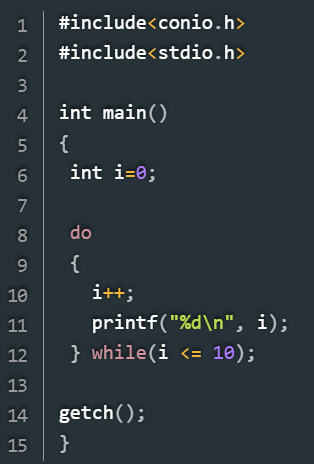 1 #include<conio.h>
2 #include<stdio.h>
3
4 int main()
5 {
6 int i=0;
7
8 do
9 {
10 i++;
11 printf("%d\n", i);
12 } while(i <= 10);
13
14 getch();
15 }